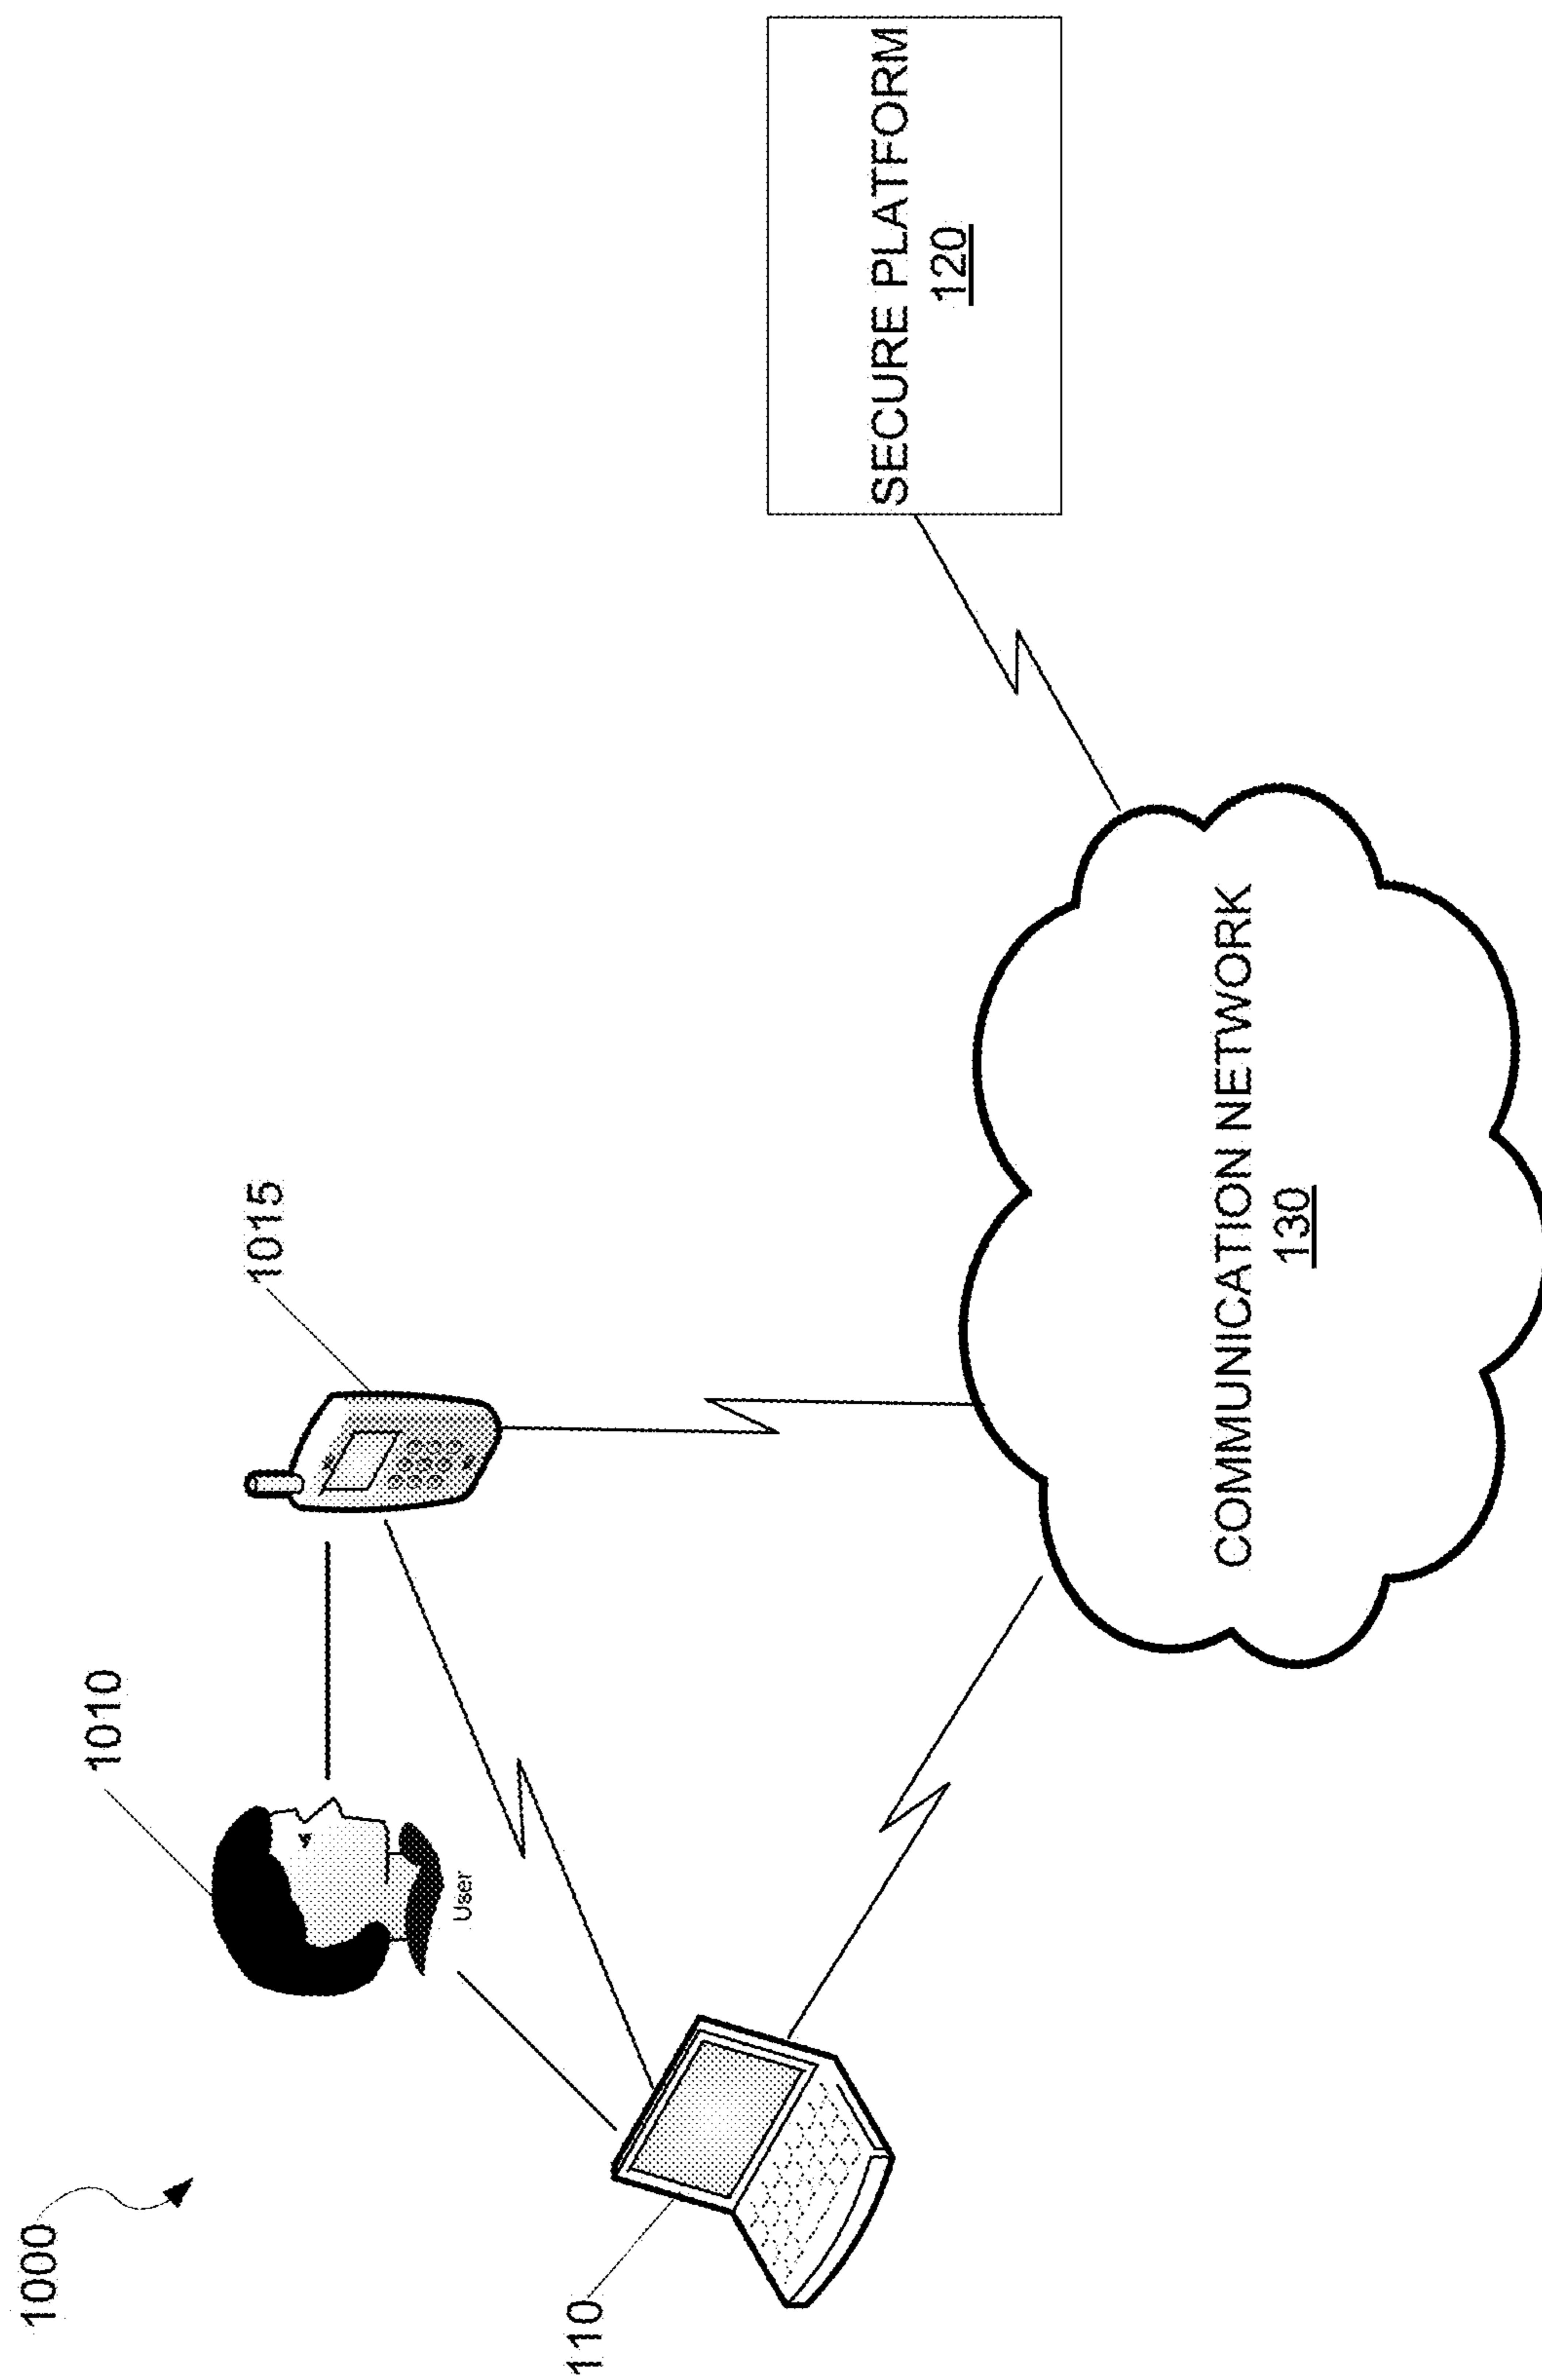 1000
1010
1015
User
110
SECURE PLATFORM
120
COMMUNICATION NETWORK
130